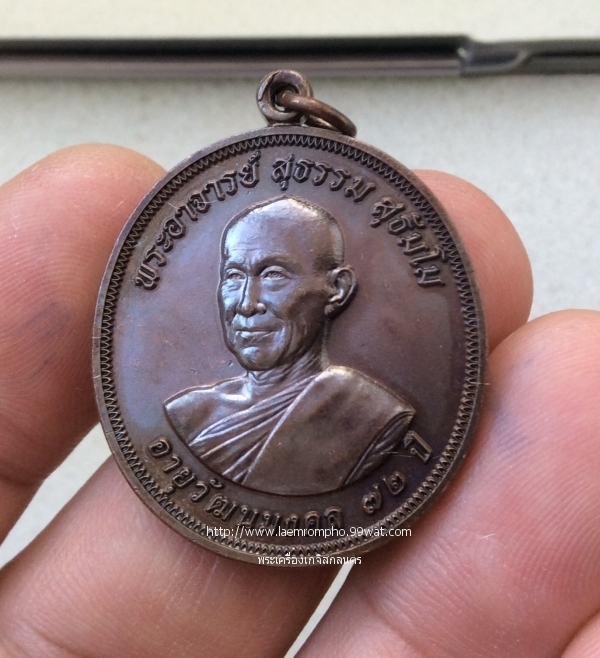 พระอาจารย์ สุธรรม สุธัมโม
อายุวัฒนมงคล ๗๒ ปี
http://www.laemrompho.99wat.com
พระเครื่องเกจิสกลนคร